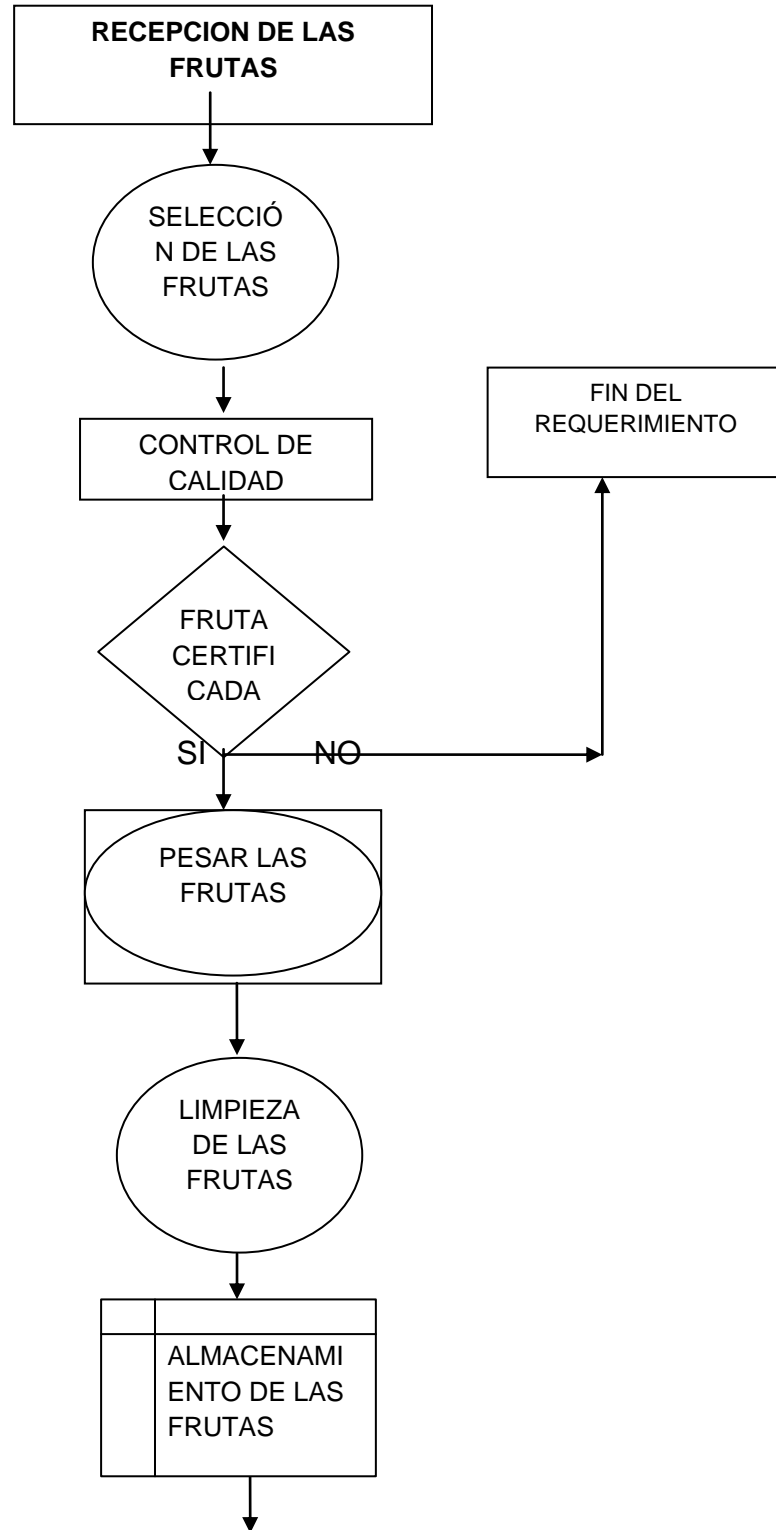 RECEPCION DE LAS
FRUTAS
SELECCIÓ
N DE LAS
FRUTAS
CONTROL DE
CALIDAD
FIN DEL
REQUERIMIENTO
FRUTA
CERTIFI
CADA
SI NO
PESAR LAS
FRUTAS
LIMPIEZA
DE LAS
FRUTAS
ALMACENAMI
ENTO DE LAS
FRUTAS